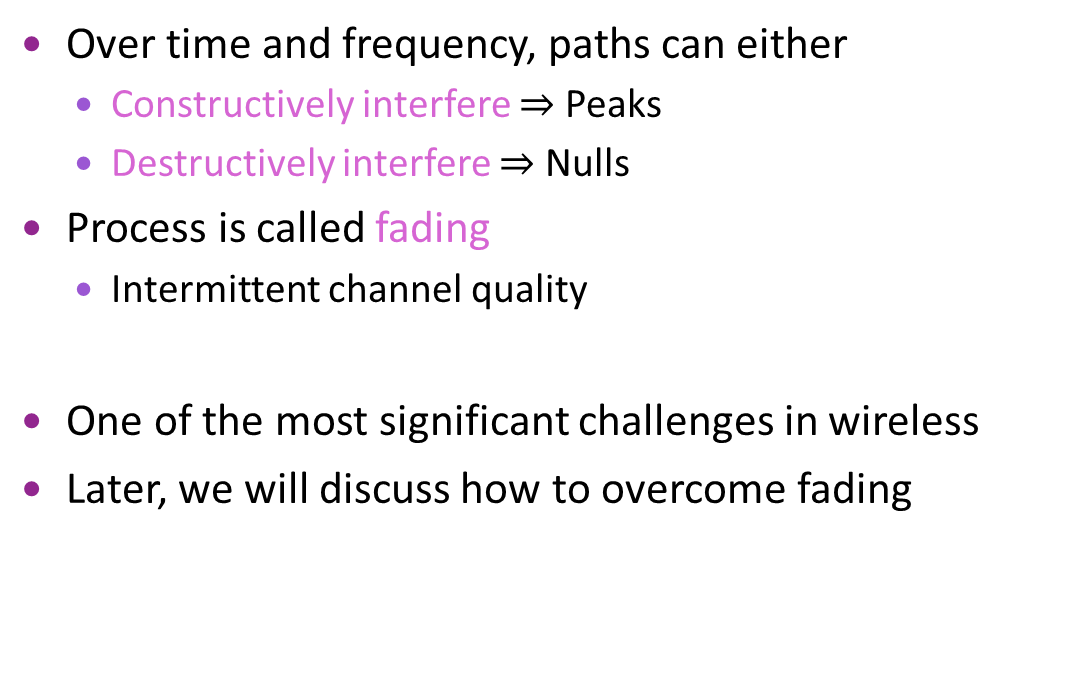 • Over time and frequency, paths can either
• Constructively interfere ⇒ Peaks
• Destructively interfere ⇒ Nulls
• Process is called fading
• Intermittent channel quality
• One of the most significant challenges in wireless
• Later, we will discuss how to overcome fading